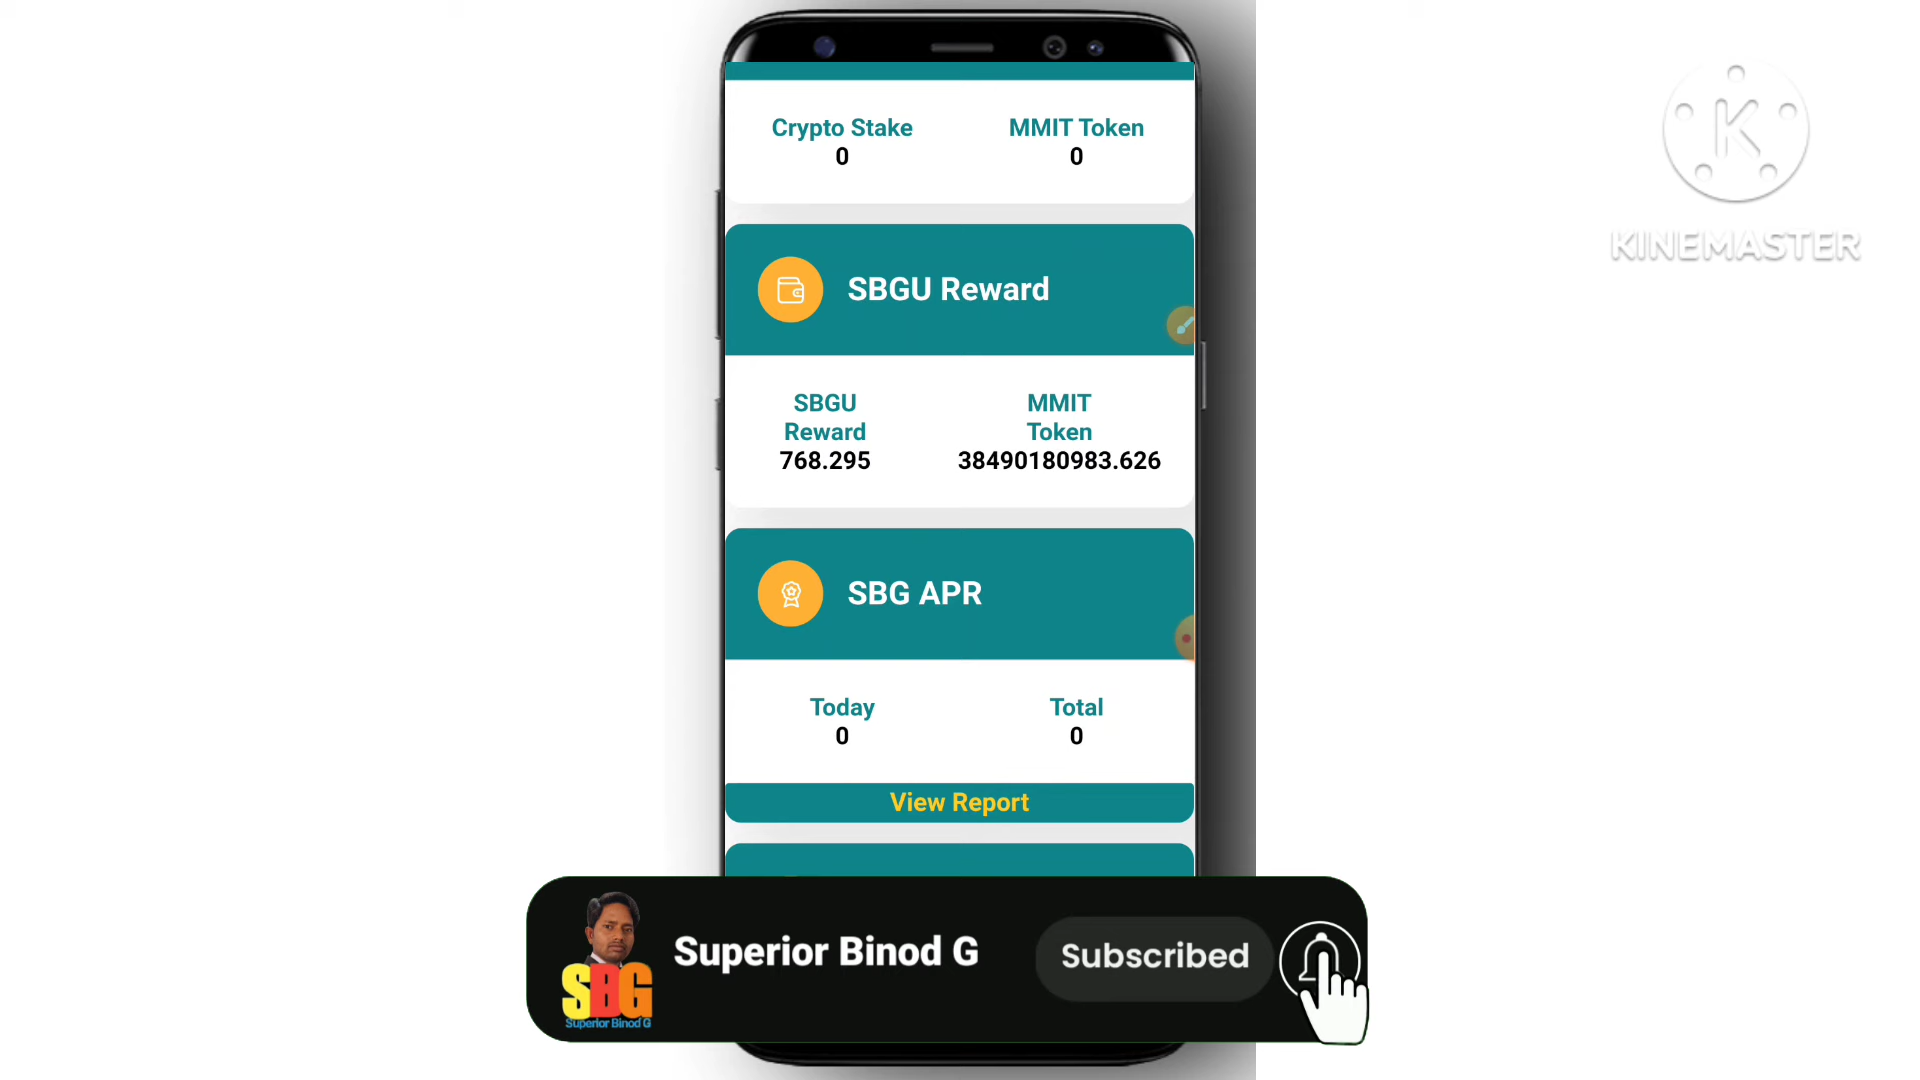 Crypto Stake MMIT Token
0 0
K
KINEMASTER
SBGU Reward
SBGU MMIT
Reward Token
768.295 38490180983.626
SBG APR
Today Total
0 0
View Report
SBG
Superior Binod G
Superior Binod G
Subscribed